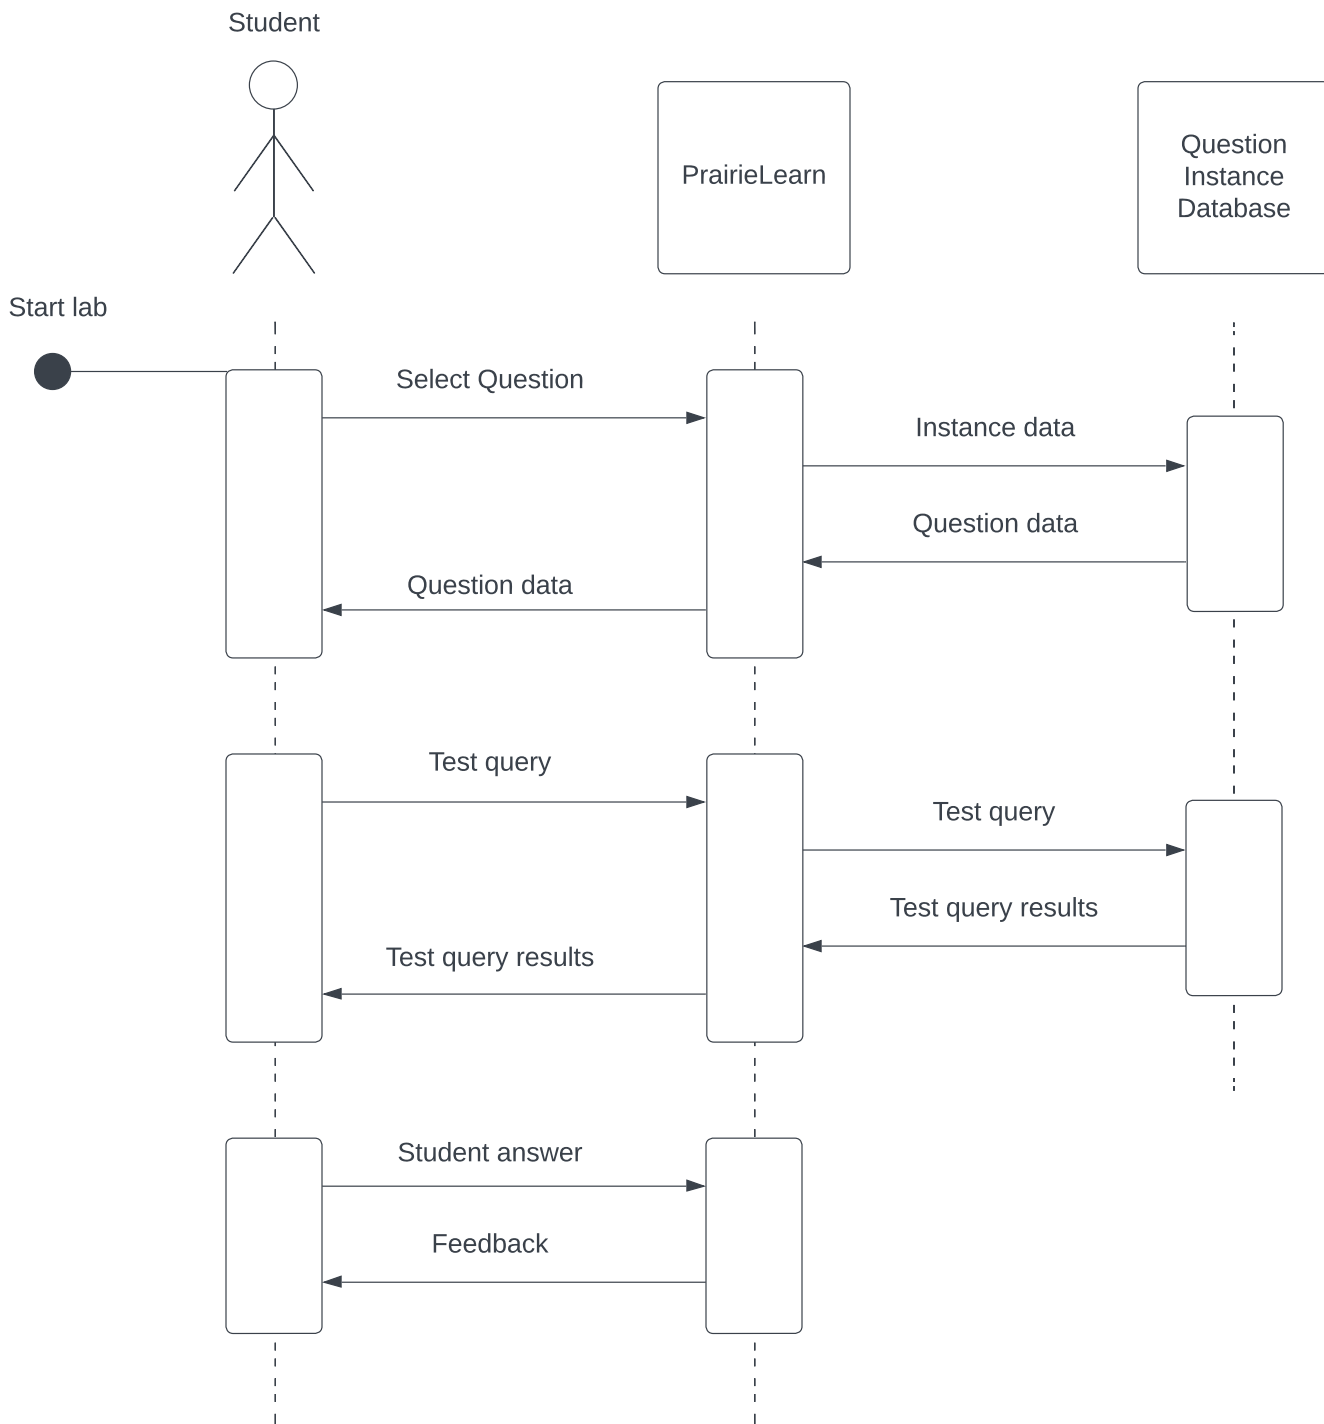 Student
PrairieLearn
Question
Instance
Database
Start lab
Select Question
Instance data
Question data
Question data
Test query
Test query
Test query results
Test query results
Student answer
Feedback